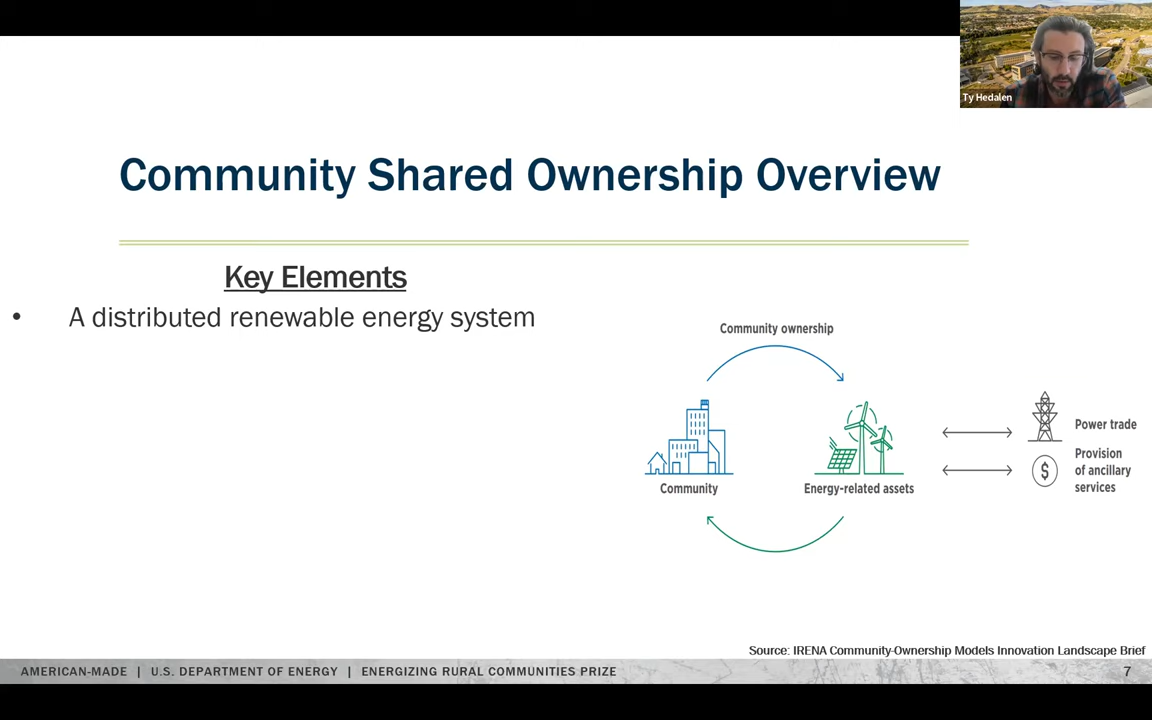 Ty Hedalen
Community Shared Ownership Overview
Key Elements
• A distributed renewable energy system
Community ownership
Community
Energy-related assets
Power trade
Provision
of ancillary
services
$
Source: IRENA Community-Ownership Models Innovation Landscape Brief
AMERICAN-MADE | U.S. DEPARTMENT OF ENERGY | ENERGIZING RURAL COMMUNITIES PRIZE
7